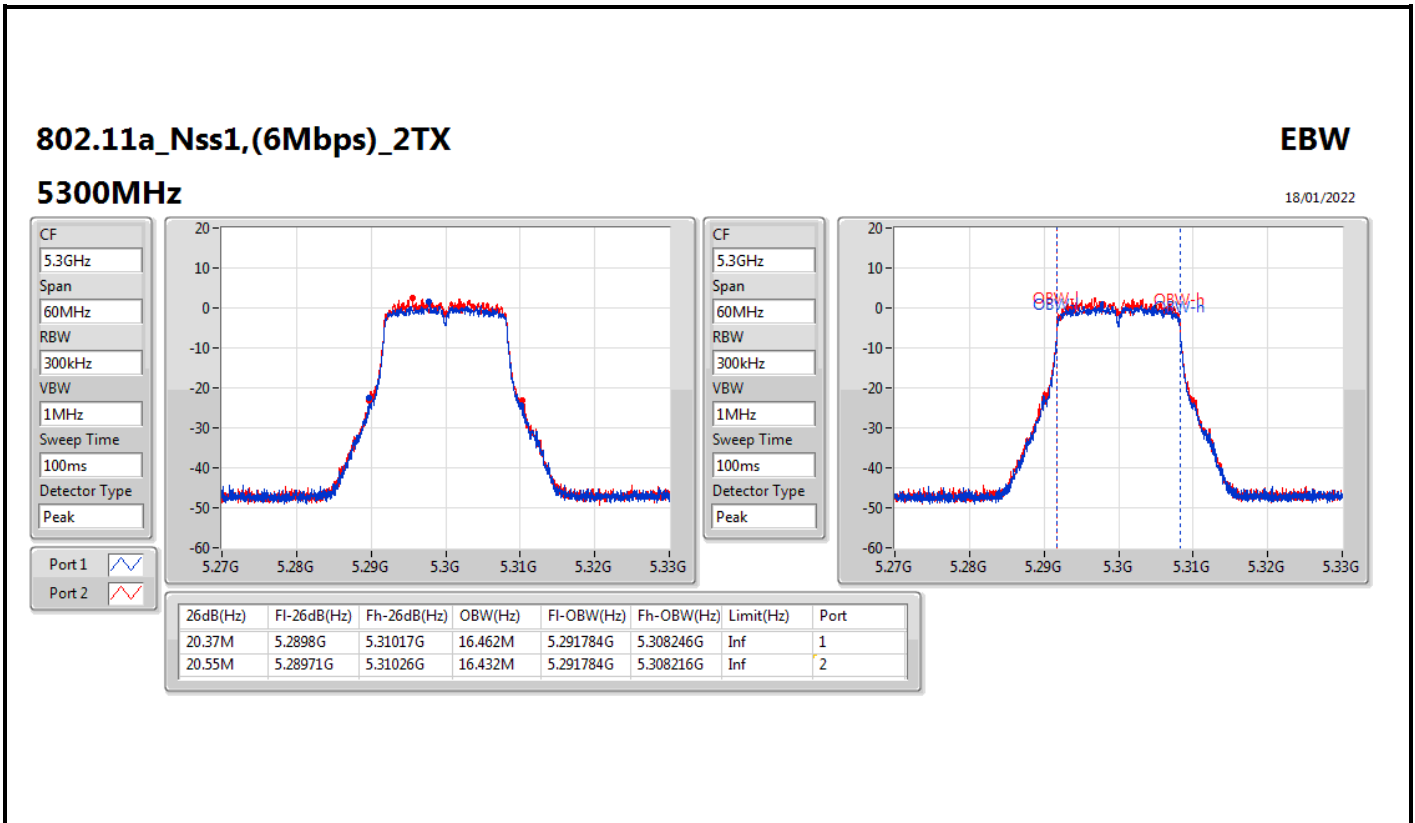 802.11a_Nss1,(6Mbps)_2TX EBW
5300MHz 18/01/2022
CF
5.3GHz
Span
60MHz
RBW
300kHz
VBW
1MHz
Sweep Time
100ms
Detector Type
Peak
Port 1
Port 2
20
10
0
-10
-20
-30
-40
-50
-60
5.27G 5.28G 5.29G 5.3G 5.31G 5.32G 5.33G
CF
5.3GHz
Span
60MHz
RBW
300kHz
VBW
1MHz
Sweep Time
100ms
Detector Type
Peak
20
10
0
-10
-20
-30
-40
-50
-60
OBW-l OBW-h
OBW-l OBW-h
5.27G 5.28G 5.29G 5.3G 5.31G 5.32G 5.33G
26dB(Hz) Fl-26dB(Hz) Fh-26dB(Hz) OBW(Hz) Fl-OBW(Hz) Fh-OBW(Hz) Limit(Hz) Port
20.37M 5.2898G 5.31017G 16.462M 5.291784G 5.308246G Inf 1
20.55M 5.28971G 5.31026G 16.432M 5.291784G 5.308216G Inf 2